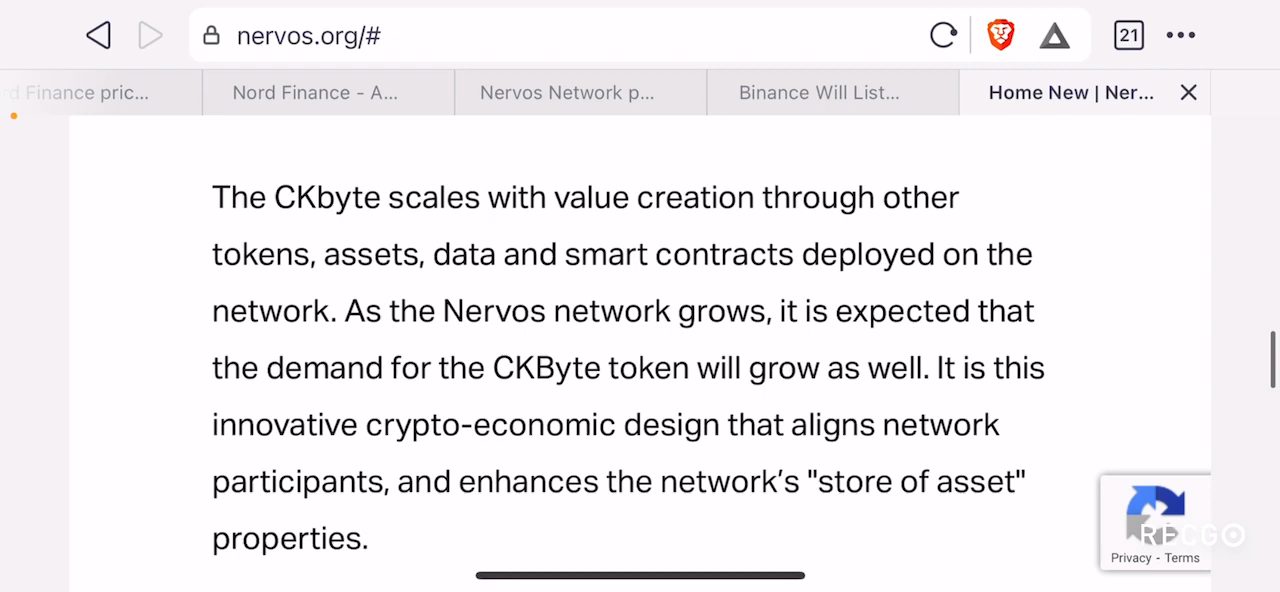 nervos.org/#
21
d Finance pric...
Nord Finance - A...
Nervos Network p...
Binance Will List...
Home New | Ner...
The CKbyte scales with value creation through other
tokens, assets, data and smart contracts deployed on the
network. As the Nervos network grows, it is expected that
the demand for the CKByte token will grow as well. It is this
innovative crypto-economic design that aligns network
participants, and enhances the network’s "store of asset"
properties.
RECGO
Privacy - Terms